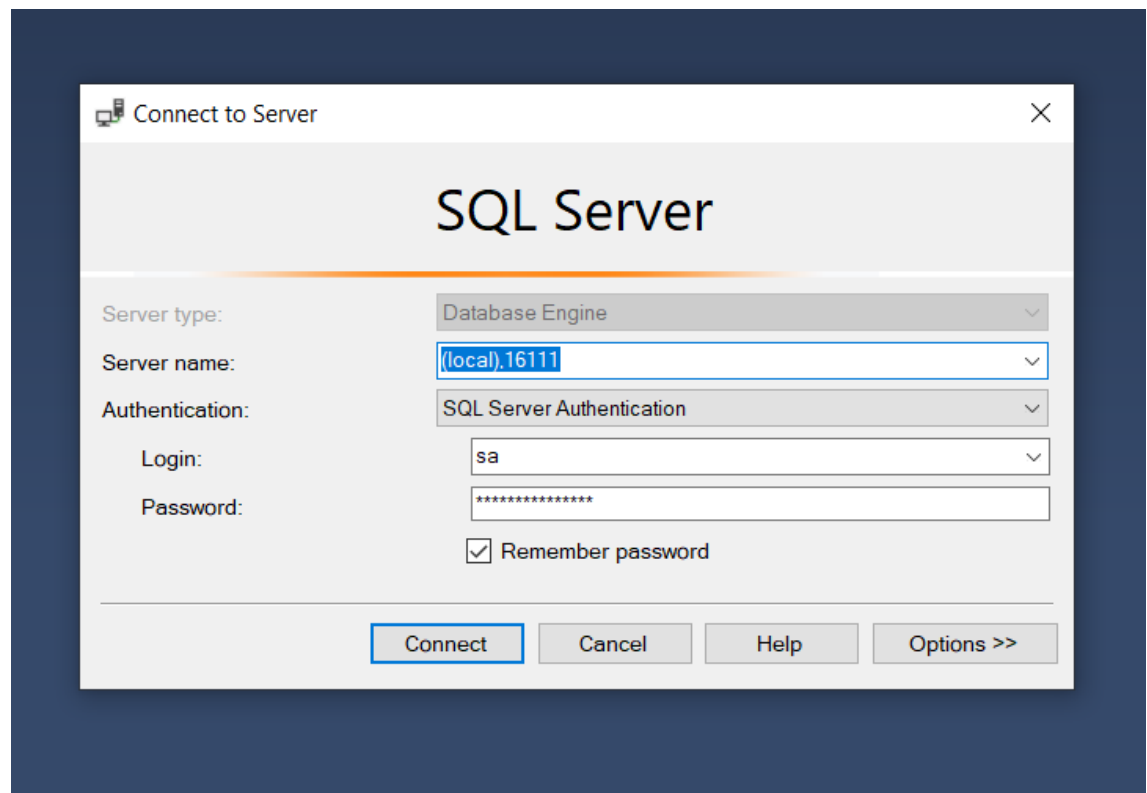 Connect to Server
SQL Server
Server type: Database Engine
Server name: (local),16111
Authentication: SQL Server Authentication
Login: sa
Password: ***************
Remember password
Connect Cancel Help Options >>